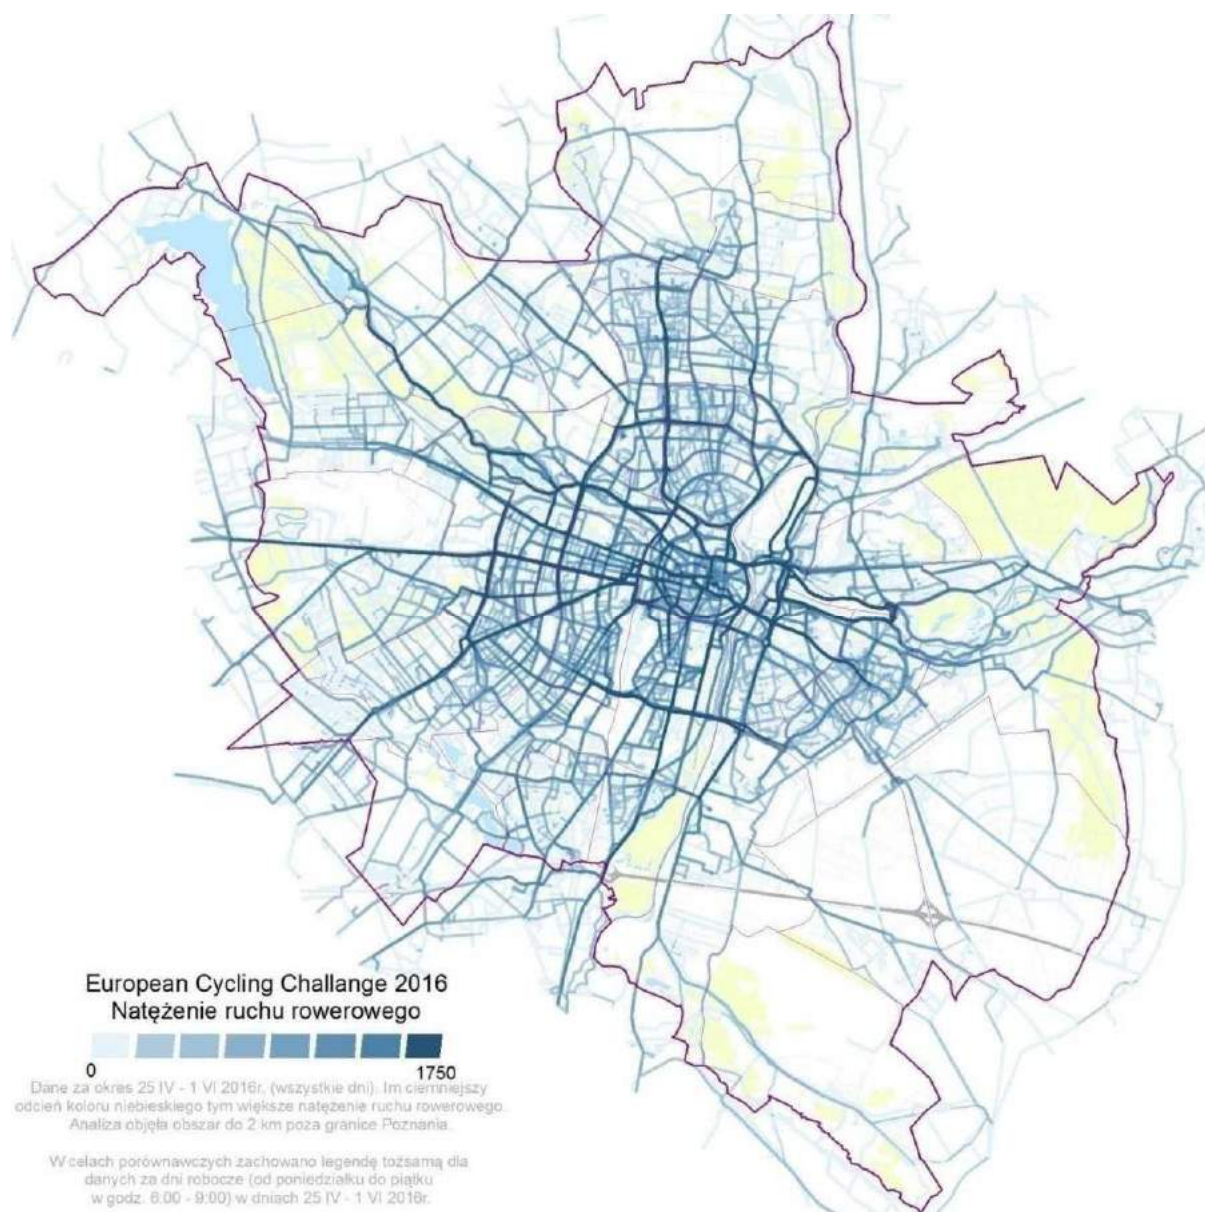 European Cycling Challange 2016
Natężenie ruchu rowerowego
0 1750
Dane za okres 25 IV - 1 VI 2016r. (wszystkie dni). Im ciemniejszy
odcień koloru niebieskiego tym większe natężenie ruchu rowerowego.
Analiza objęła obszar do 2 km poza granice Poznania.
W celach porównawczych zachowano legendę tożsamą dla
danych za dni robocze (od poniedziałku do piątku
w godz. 6:00 - 9:00) w dniach 25 IV - 1 VI 2016r.